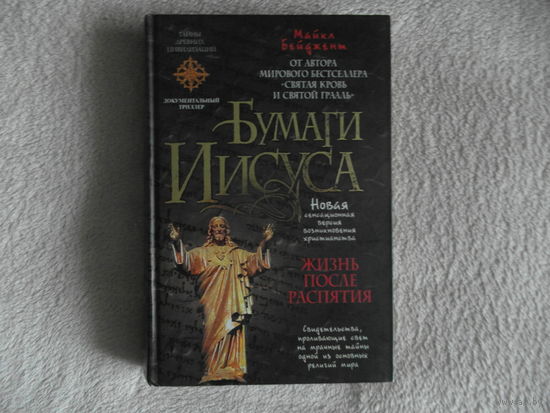 ТАЙНЫ
ДРЕВНИХ
ЦИВИЛИЗАЦИЙ
ДОКУМЕНТАЛЬНЫЙ
ТРИЛЛЕР
Майкл
Бейджент
ОТ АВТОРА
МИРОВОГО БЕСТСЕЛЛЕРА
«СВЯТАЯ КРОВЬ
И СВЯТОЙ ГРААЛЬ»
БУМАГИ
ИИСУСА
Новая
сенсационная
версия
возникновения
христианства
ЖИЗНЬ
ПОСЛЕ
РАСПЯТИЯ
Свидетельства,
проливающие свет
на мрачные тайны
одной из основных
религий мира